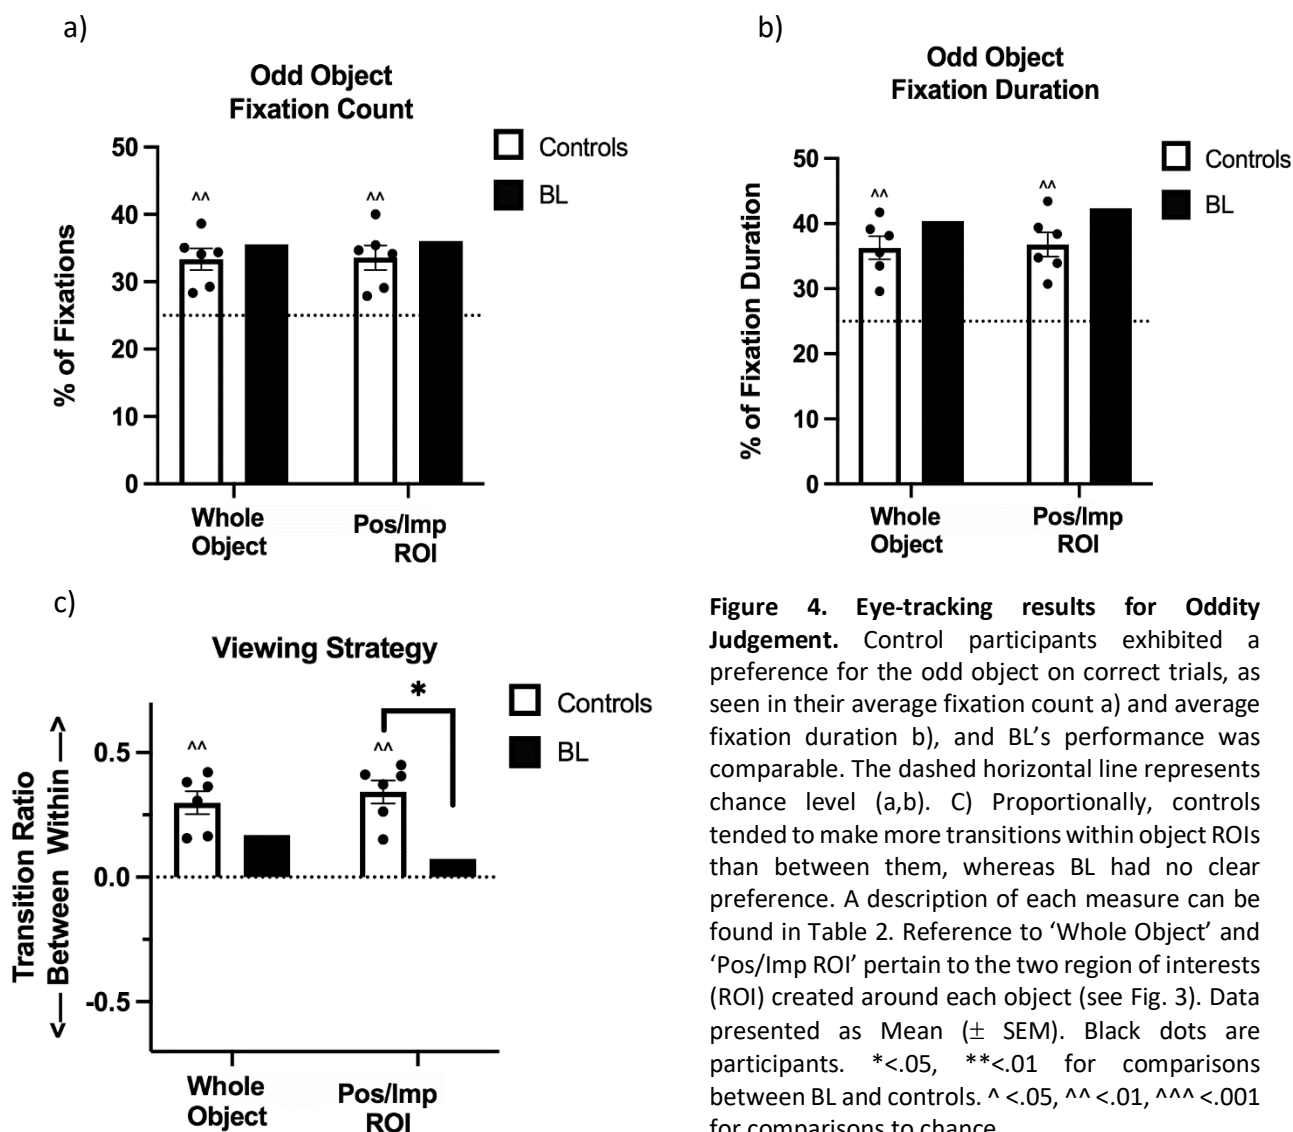 a)
Odd Object
Fixation Count
Controls
BL
^^
^^
% of Fixations
50
40
30
20
10
0
Whole
Object
Pos/Imp
ROI
b)
Odd Object
Fixation Duration
Controls
BL
^^
^^
% of Fixation Duration
50
40
30
20
10
0
Whole
Object
Pos/Imp
ROI
c)
Viewing Strategy
*
Controls
BL
^^
^^
Transition Ratio
<— Between Within —>
0.5
0.0
-0.5
Whole
Object
Pos/Imp
ROI
Figure 4. Eye-tracking results for Oddity
Judgement. Control participants exhibited a
preference for the odd object on correct trials, as
seen in their average fixation count a) and average
fixation duration b), and BL’s performance was
comparable. The dashed horizontal line represents
chance level (a,b). C) Proportionally, controls
tended to make more transitions within object ROIs
than between them, whereas BL had no clear
preference. A description of each measure can be
found in Table 2. Reference to ‘Whole Object’ and
‘Pos/Imp ROI’ pertain to the two region of interests
(ROI) created around each object (see Fig. 3). Data
presented as Mean (± SEM). Black dots are
participants. *<.05, **<.01 for comparisons
between BL and controls. ^ <.05, ^^ <.01, ^^^ <.001
for comparisons to chance